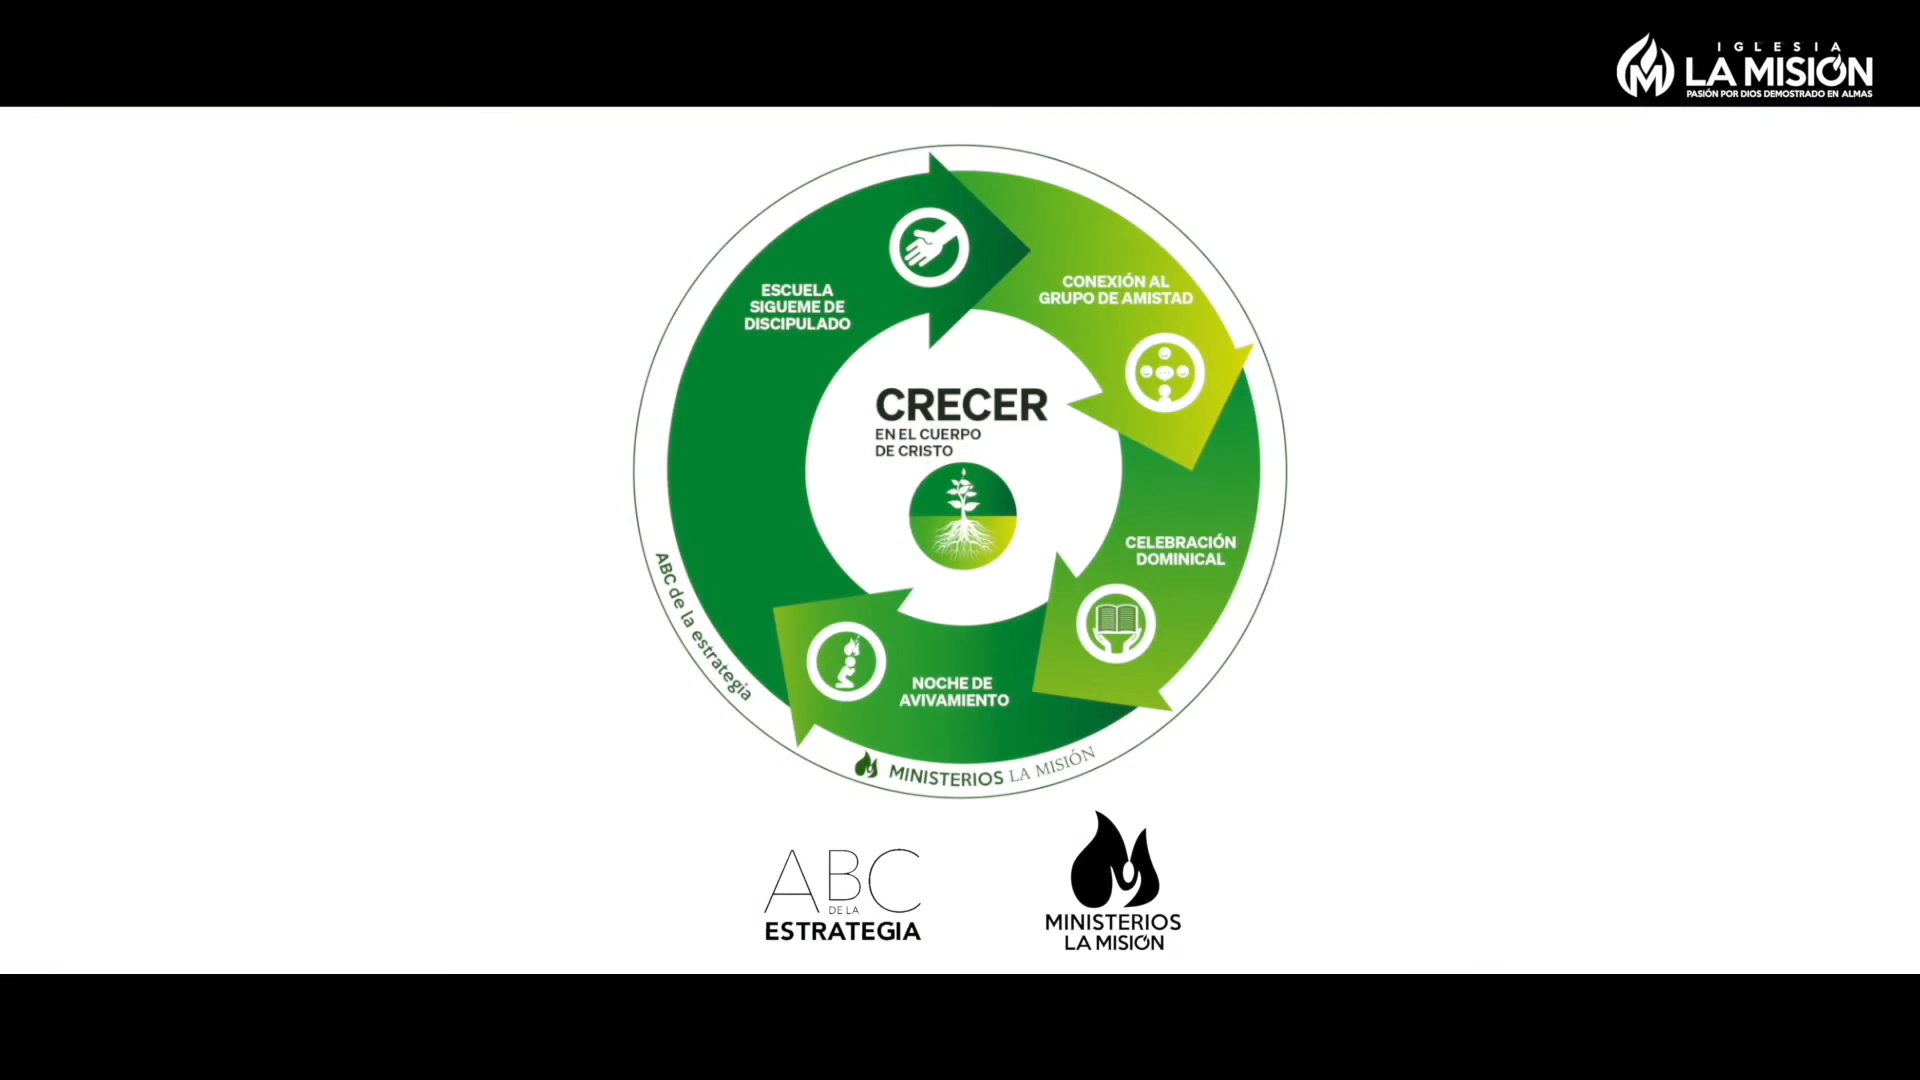 IGLESIA
LA MISIÓN
PASIÓN POR DIOS DEMOSTRADO EN ALMAS
ESCUELA
SIGUEME DE
DISCIPULADO
CONEXIÓN AL
GRUPO DE AMISTAD
CRECER
EN EL CUERPO
DE CRISTO
CELEBRACIÓN
DOMINICAL
NOCHE DE
AVIVAMIENTO
ABC de la estrategia
MINISTERIOS LA MISIÓN
ABC
DE LA
ESTRATEGIA
MINISTERIOS
LA MISIÓN